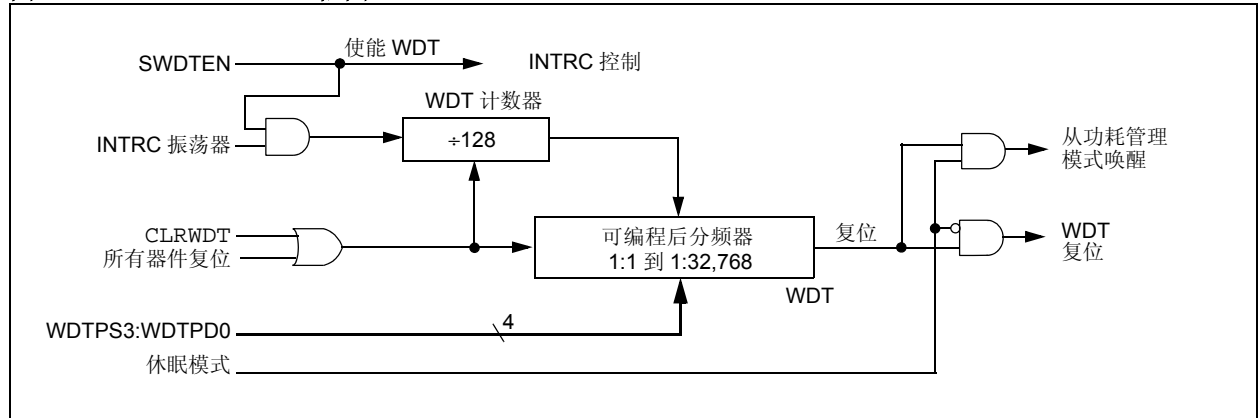 使能 WDT
SWDTEN
INTRC 控制
WDT 计数器
INTRC 振荡器
÷128
从功耗管理
模式唤醒
CLRWDT
所有器件复位
可编程后分频器
1:1 到 1:32,768
复位
WDT
复位
WDT
4
WDTPS3:WDTPD0
休眠模式